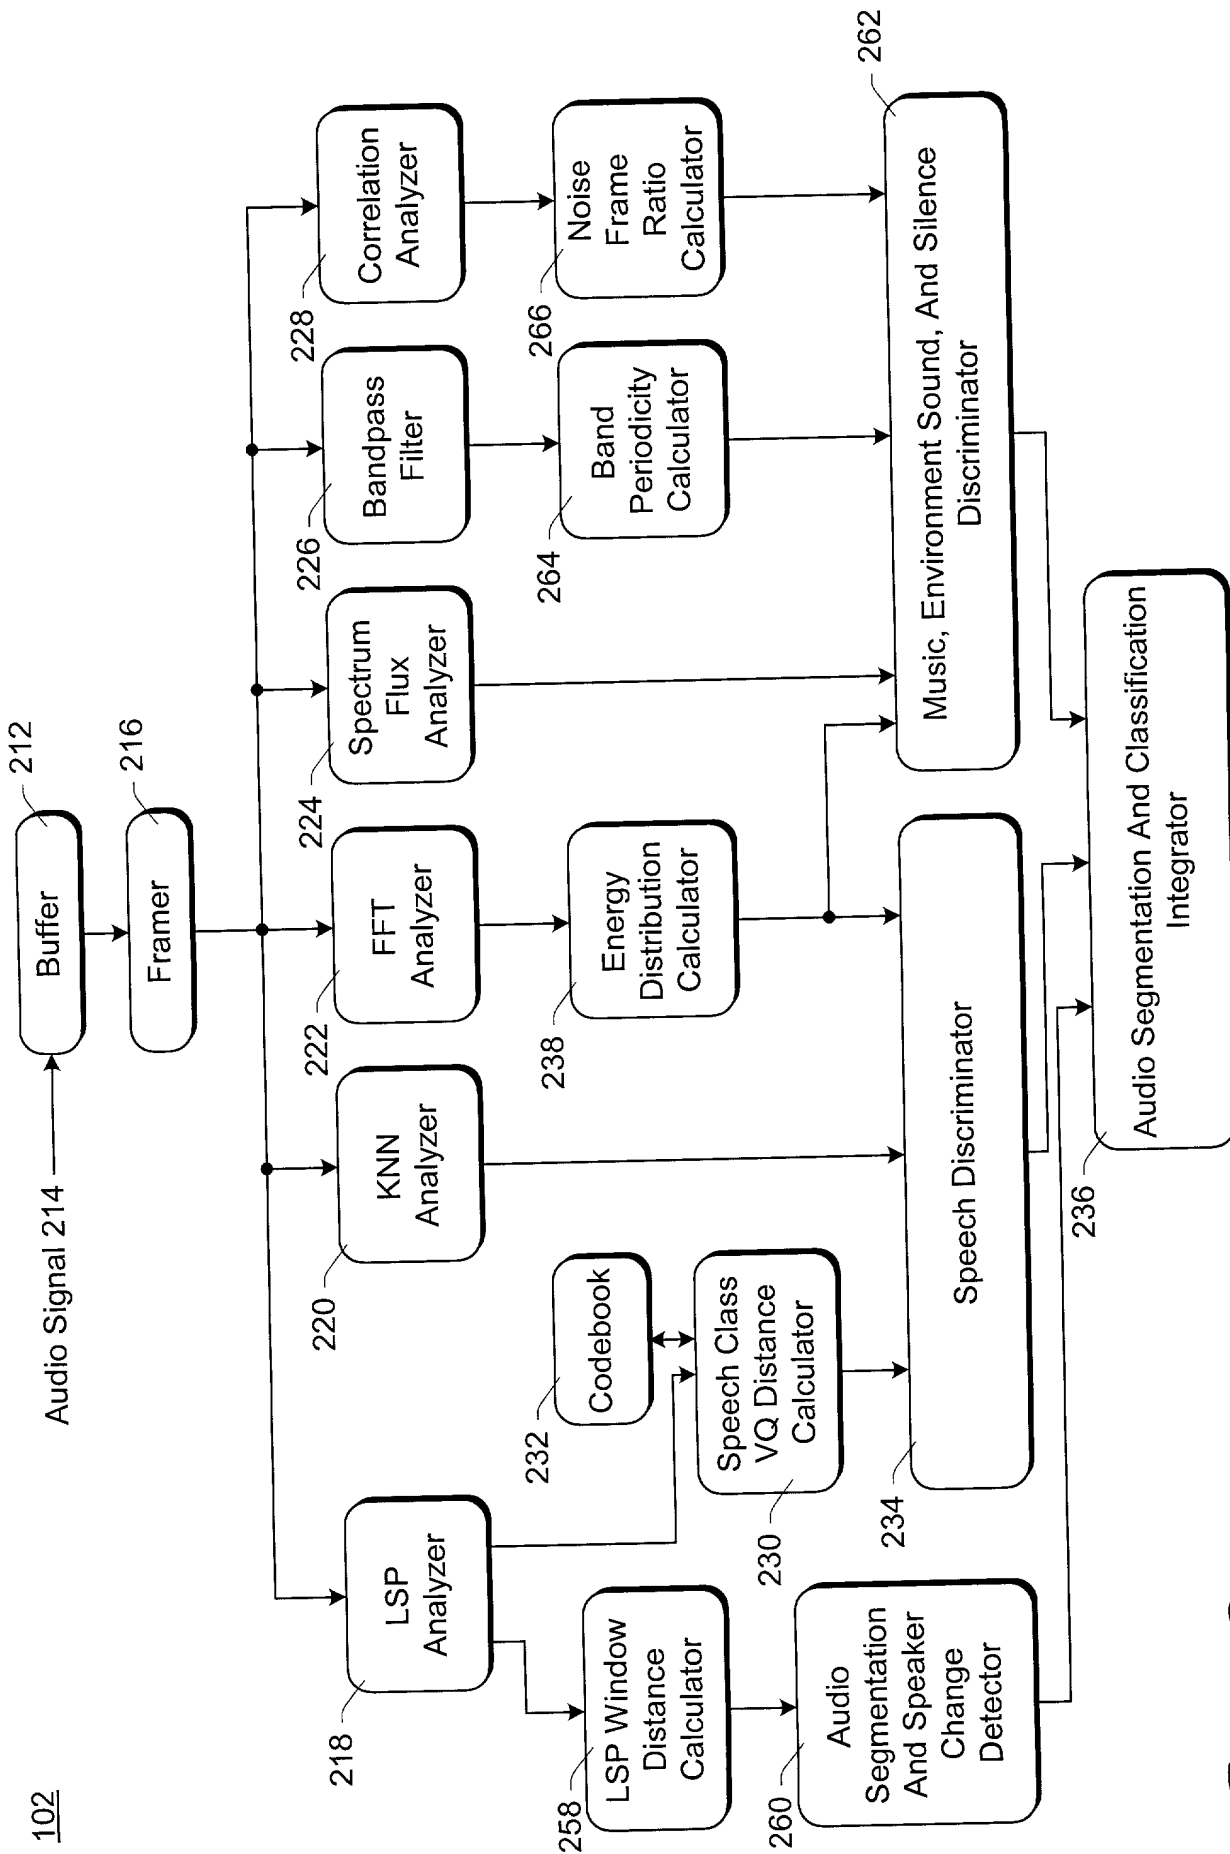 102
Audio Signal 214
212
Buffer
216
Framer
218
LSP
Analyzer
220
KNN
Analyzer
222
FFT
Analyzer
224
Spectrum
Flux
Analyzer
226
Bandpass
Filter
228
Correlation
Analyzer
232
Codebook
258
LSP Window
Distance
Calculator
230
Speech Class
VQ Distance
Calculator
238
Energy
Distribution
Calculator
264
Band
Periodicity
Calculator
266
Noise
Frame
Ratio
Calculator
260
Audio
Segmentation
And Speaker
Change
Detector
234
Speech Discriminator
262
Music, Environment Sound, And Silence
Discriminator
236
Audio Segmentation And Classification
Integrator